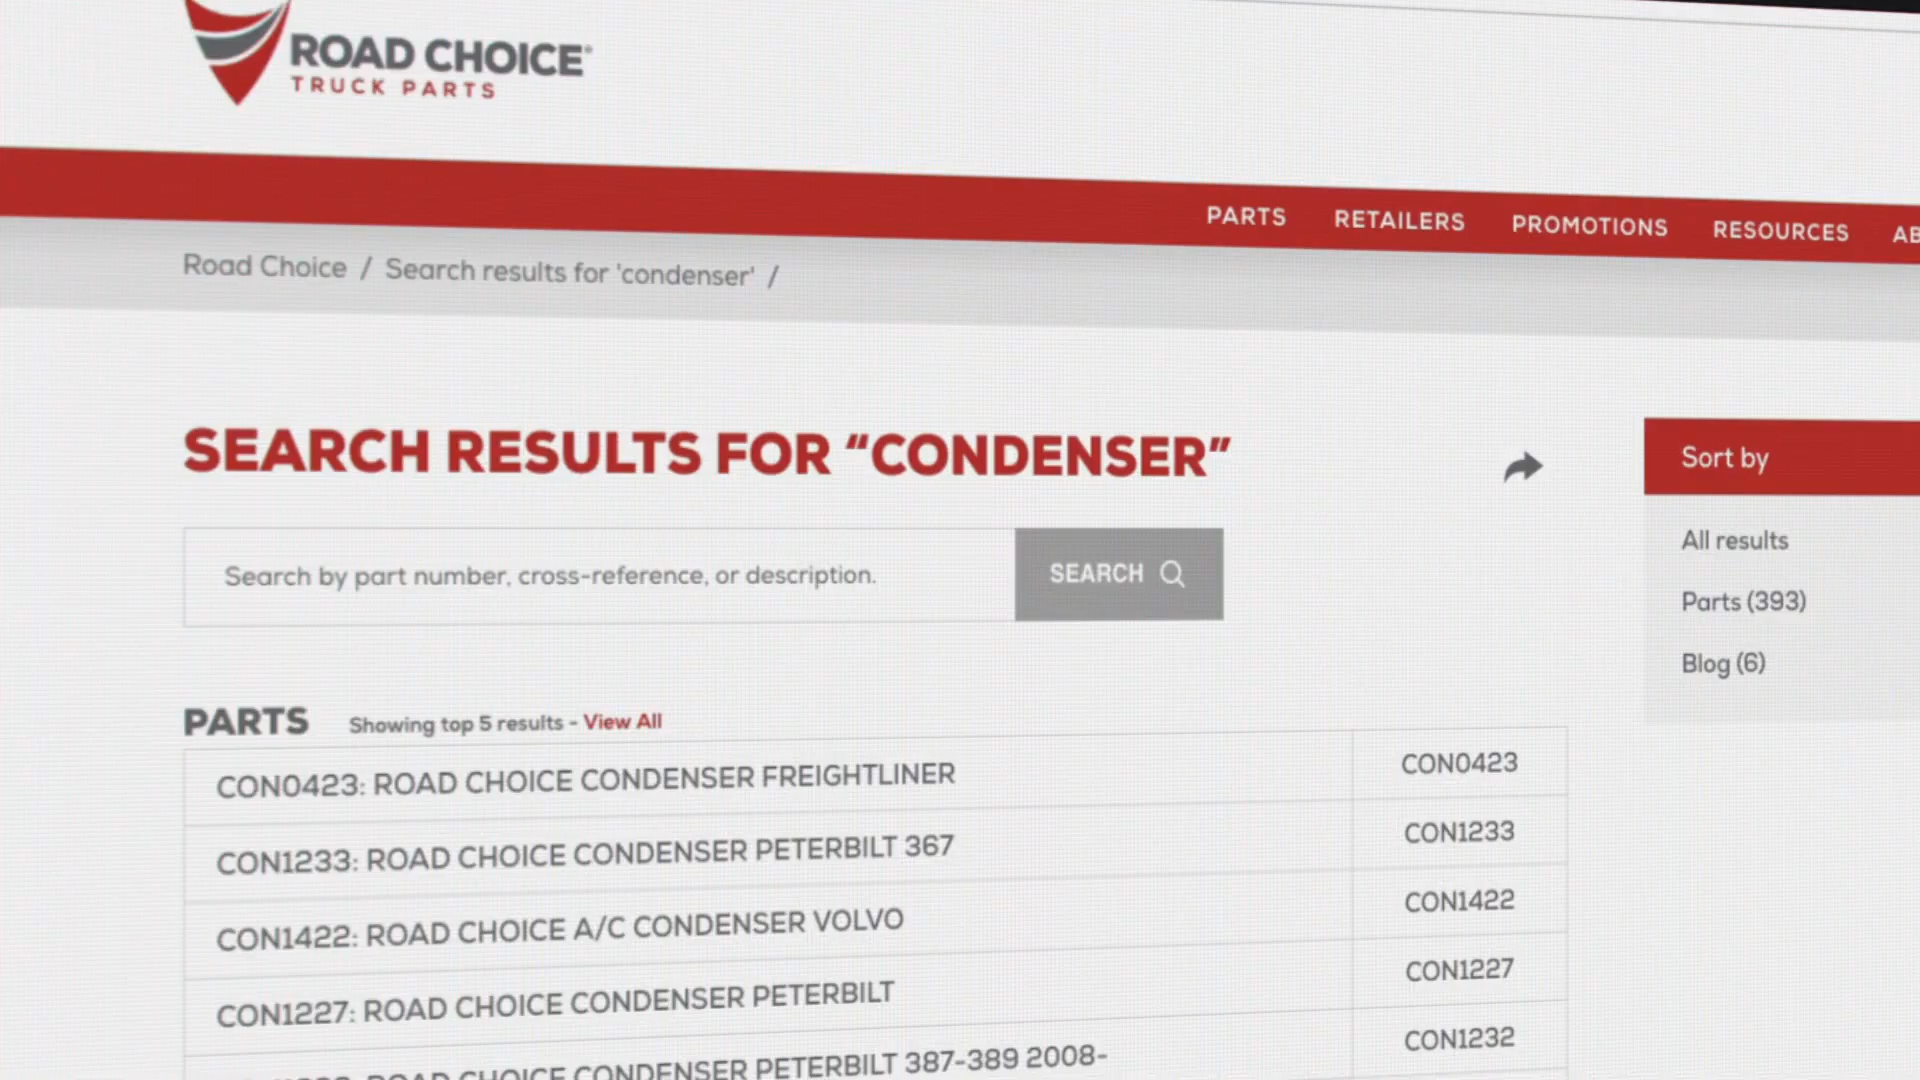 ROAD CHOICE®
TRUCK PARTS
PARTS RETAILERS PROMOTIONS RESOURCES
Road Choice / Search results for 'condenser' /
SEARCH RESULTS FOR “CONDENSER”
Sort by
Search by part number, cross-reference, or description.
SEARCH
All results
Parts (393)
Blog (6)
PARTS Showing top 5 results - View All
CON0423: ROAD CHOICE CONDENSER FREIGHTLINER CON0423
CON1233: ROAD CHOICE CONDENSER PETERBILT 367 CON1233
CON1422: ROAD CHOICE A/C CONDENSER VOLVO CON1422
CON1227: ROAD CHOICE CONDENSER PETERBILT CON1227
ROAD CHOICE CONDENSER PETERBILT 387-389 2008- CON1232